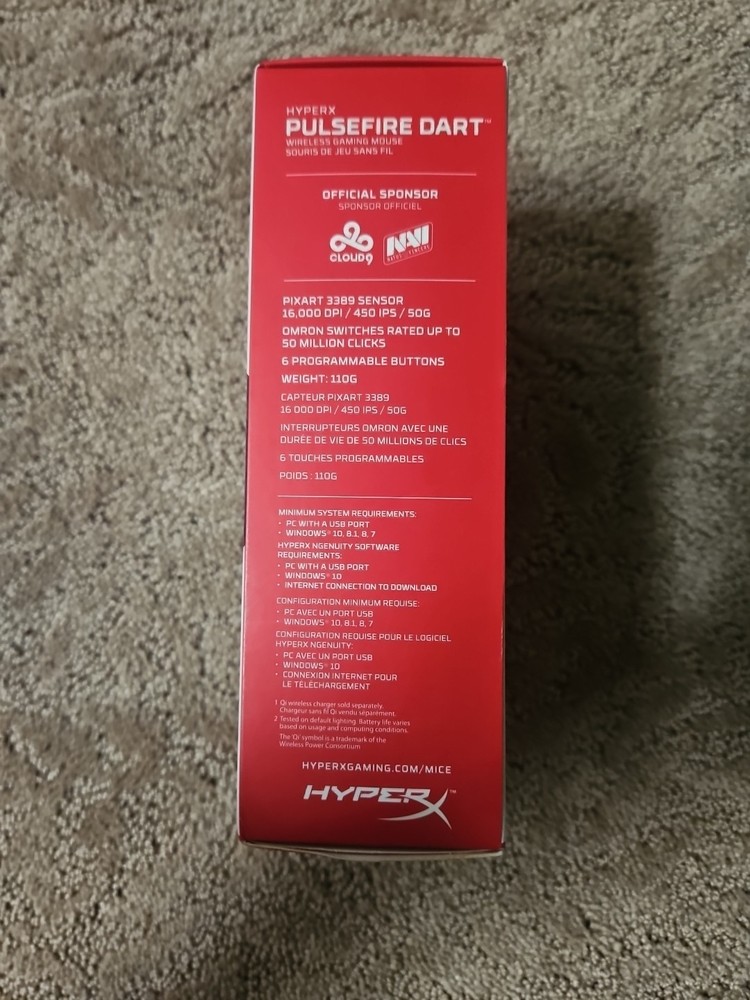 HYPERX
PULSEFIRE DART™
WIRELESS GAMING MOUSE
SOURIS DE JEU SANS FIL
OFFICIAL SPONSOR
SPONSOR OFFICIEL
CLOUD9
NAVI
NATUS VINCERE
PIXART 3389 SENSOR
16,000 DPI / 450 IPS / 50G
OMRON SWITCHES RATED UP TO
50 MILLION CLICKS
6 PROGRAMMABLE BUTTONS
WEIGHT: 110G
CAPTEUR PIXART 3389
16 000 DPI / 450 IPS / 50G
INTERRUPTEURS OMRON AVEC UNE
DURÉE DE VIE DE 50 MILLIONS DE CLICS
6 TOUCHES PROGRAMMABLES
POIDS : 110G
MINIMUM SYSTEM REQUIREMENTS:
• PC WITH A USB PORT
• WINDOWS® 10, 8.1, 8, 7
HYPERX NGENUITY SOFTWARE
REQUIREMENTS:
• PC WITH A USB PORT
• WINDOWS® 10
• INTERNET CONNECTION TO DOWNLOAD
CONFIGURATION MINIMUM REQUISE:
• PC AVEC UN PORT USB
• WINDOWS® 10, 8.1, 8, 7
CONFIGURATION REQUISE POUR LE LOGICIEL
HYPERX NGENUITY:
• PC AVEC UN PORT USB
• WINDOWS® 10
• CONNEXION INTERNET POUR
LE TÉLÉCHARGEMENT
1 Qi wireless charger sold separately.
Chargeur sans fil Qi vendu séparément.
2 Tested on default lighting. Battery life varies
based on usage and computing conditions.
The 'Qi' symbol is a trademark of the
Wireless Power Consortium
HYPERXGAMING.COM/MICE
HYPERX™